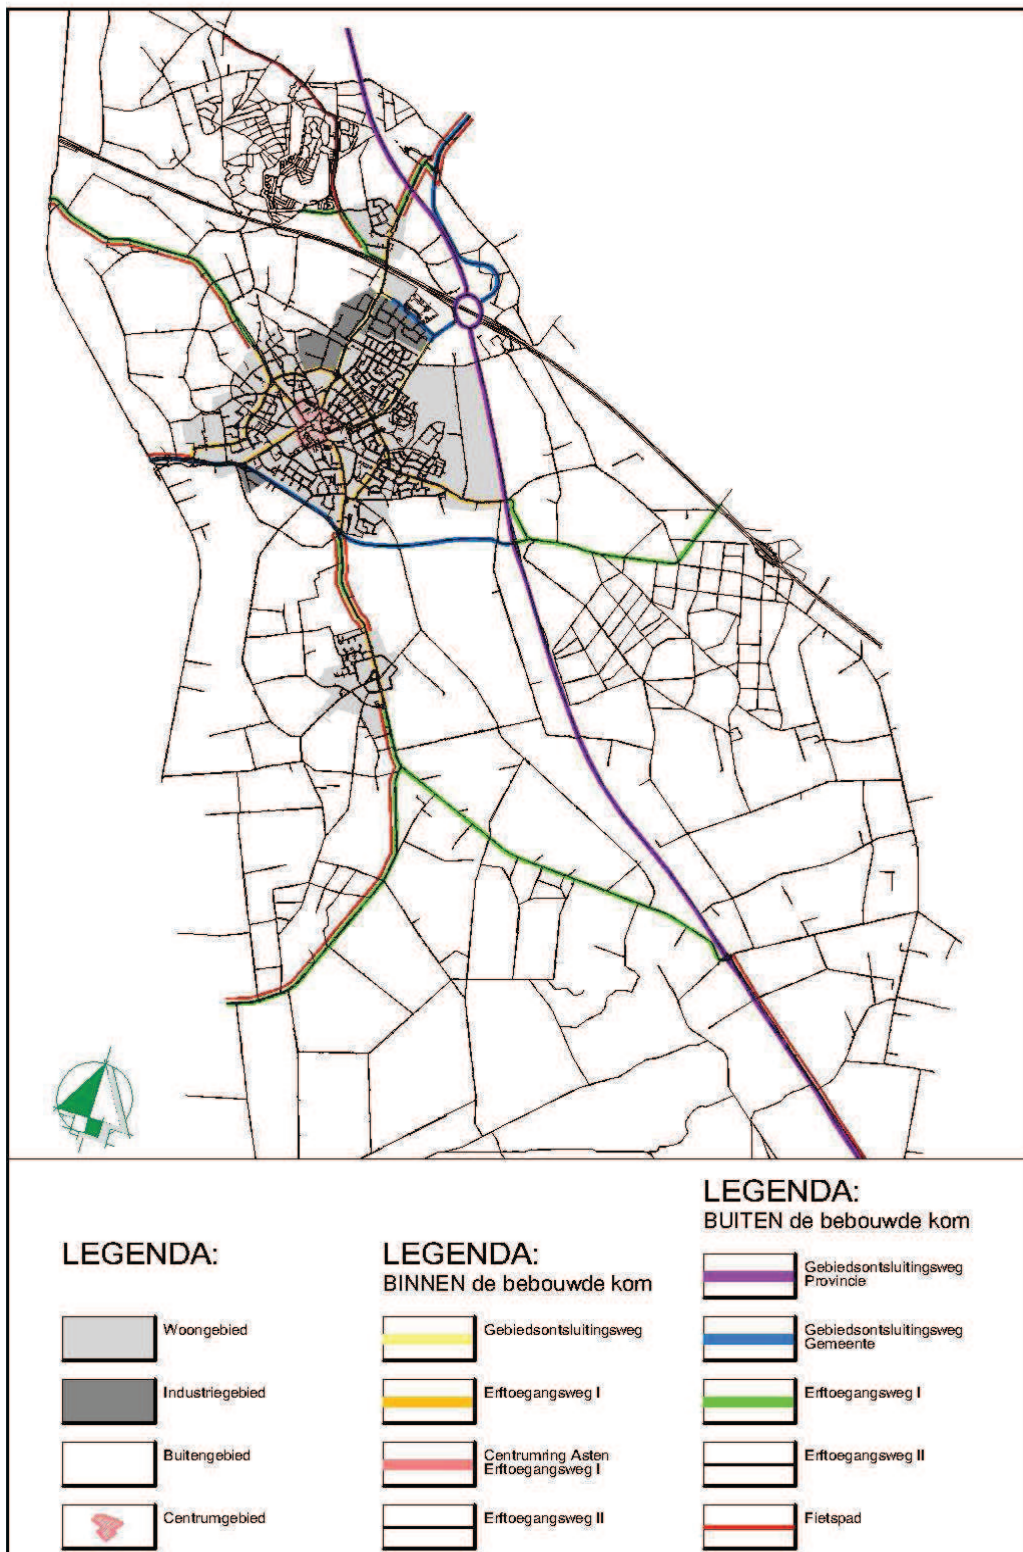 LEGENDA:
Woongebied
Industriegebied
Buitengebied
Centrumgebied
LEGENDA:
BINNEN de bebouwde kom
Gebiedsontsluitingsweg
Erftoegangsweg I
Centrumring Asten
Erftoegangsweg I
Erftoegangsweg II
LEGENDA:
BUITEN de bebouwde kom
Gebiedsontsluitingsweg
Provincie
Gebiedsontsluitingsweg
Gemeente
Erftoegangsweg I
Erftoegangsweg II
Fietspad